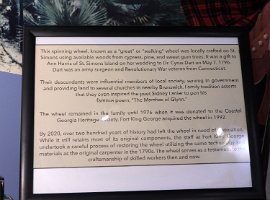 This spinning wheel, known as a "great" or "walking" wheel was locally crafted on St.
Simons using available woods from cypress, pine, and sweet gum trees. It was a gift to
Ann Harris of St. Simons Island on her wedding to Dr. Cyrus Dart on May 1, 1796.
Dart was an army surgeon and Revolutionary War veteran from Connecticut.
Their descendants were influential members of local society, serving in government
and providing land to several churches in nearby Brunswick. Family tradition asserts
that they even inspired the poet Sidney Lanier to pen his
famous poem, "The Marshes of Glynn."
The wheel remained in the family until 1976 when it was donated to the Coastal
Georgia Heritage Society. Fort King George acquired the wheel in 1992.
By 2020, over two hundred years of history had left the wheel in need of restoration.
While it still retains most of its original components, the staff at Fort King George
undertook a careful process of restoring the wheel utilizing the same techniques and
materials as the original carpenter in the 1790s. The wheel serves as a testament to the
craftsmanship of skilled workers then and now.